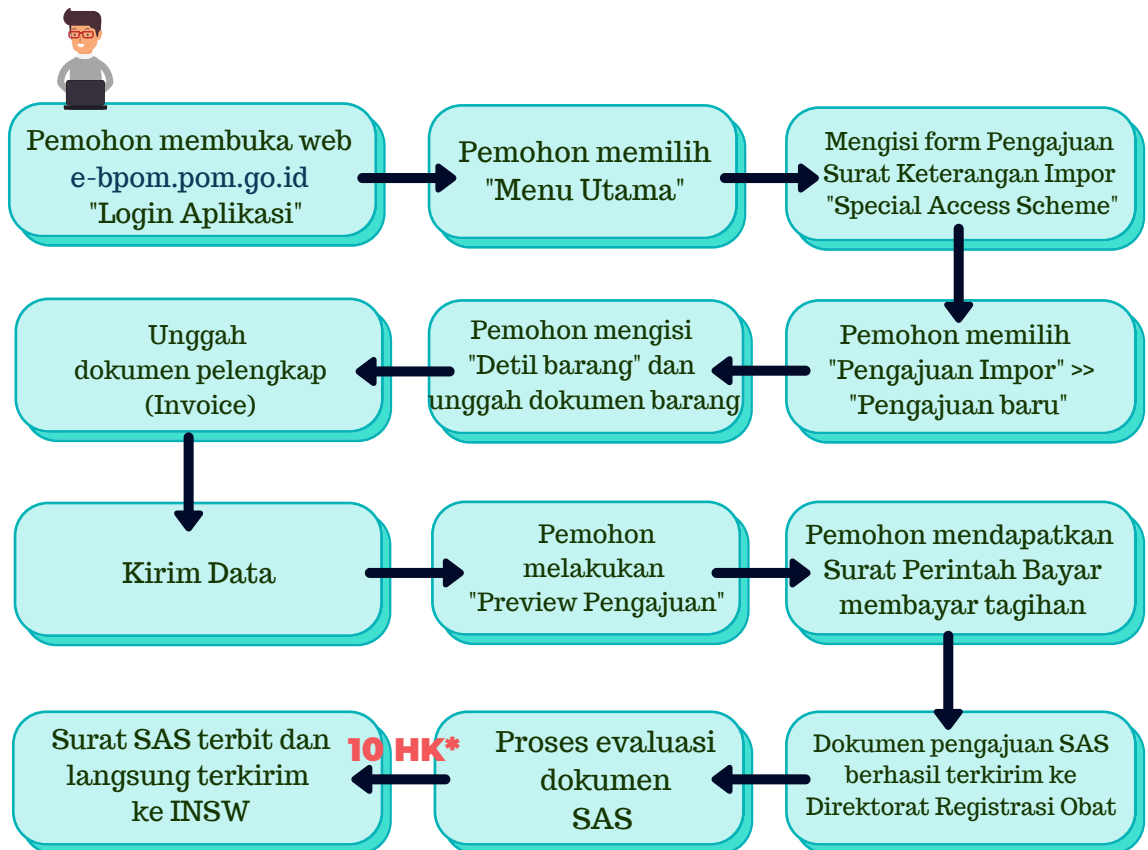 Pemohon membuka web
e-bpom.pom.go.id
"Login Aplikasi"
Pemohon memilih
"Menu Utama"
Mengisi form Pengajuan
Surat Keterangan Impor
"Special Access Scheme"
Pemohon memilih
"Pengajuan Impor" >>
"Pengajuan baru"
Pemohon mengisi
"Detil barang" dan
unggah dokumen barang
Unggah
dokumen pelengkap
(Invoice)
Kirim Data
Pemohon
melakukan
"Preview Pengajuan"
Pemohon mendapatkan
Surat Perintah Bayar
membayar tagihan
Dokumen pengajuan SAS
berhasil terkirim ke
Direktorat Registrasi Obat
Proses evaluasi
dokumen
SAS
10 HK*
Surat SAS terbit dan
langsung terkirim
ke INSW